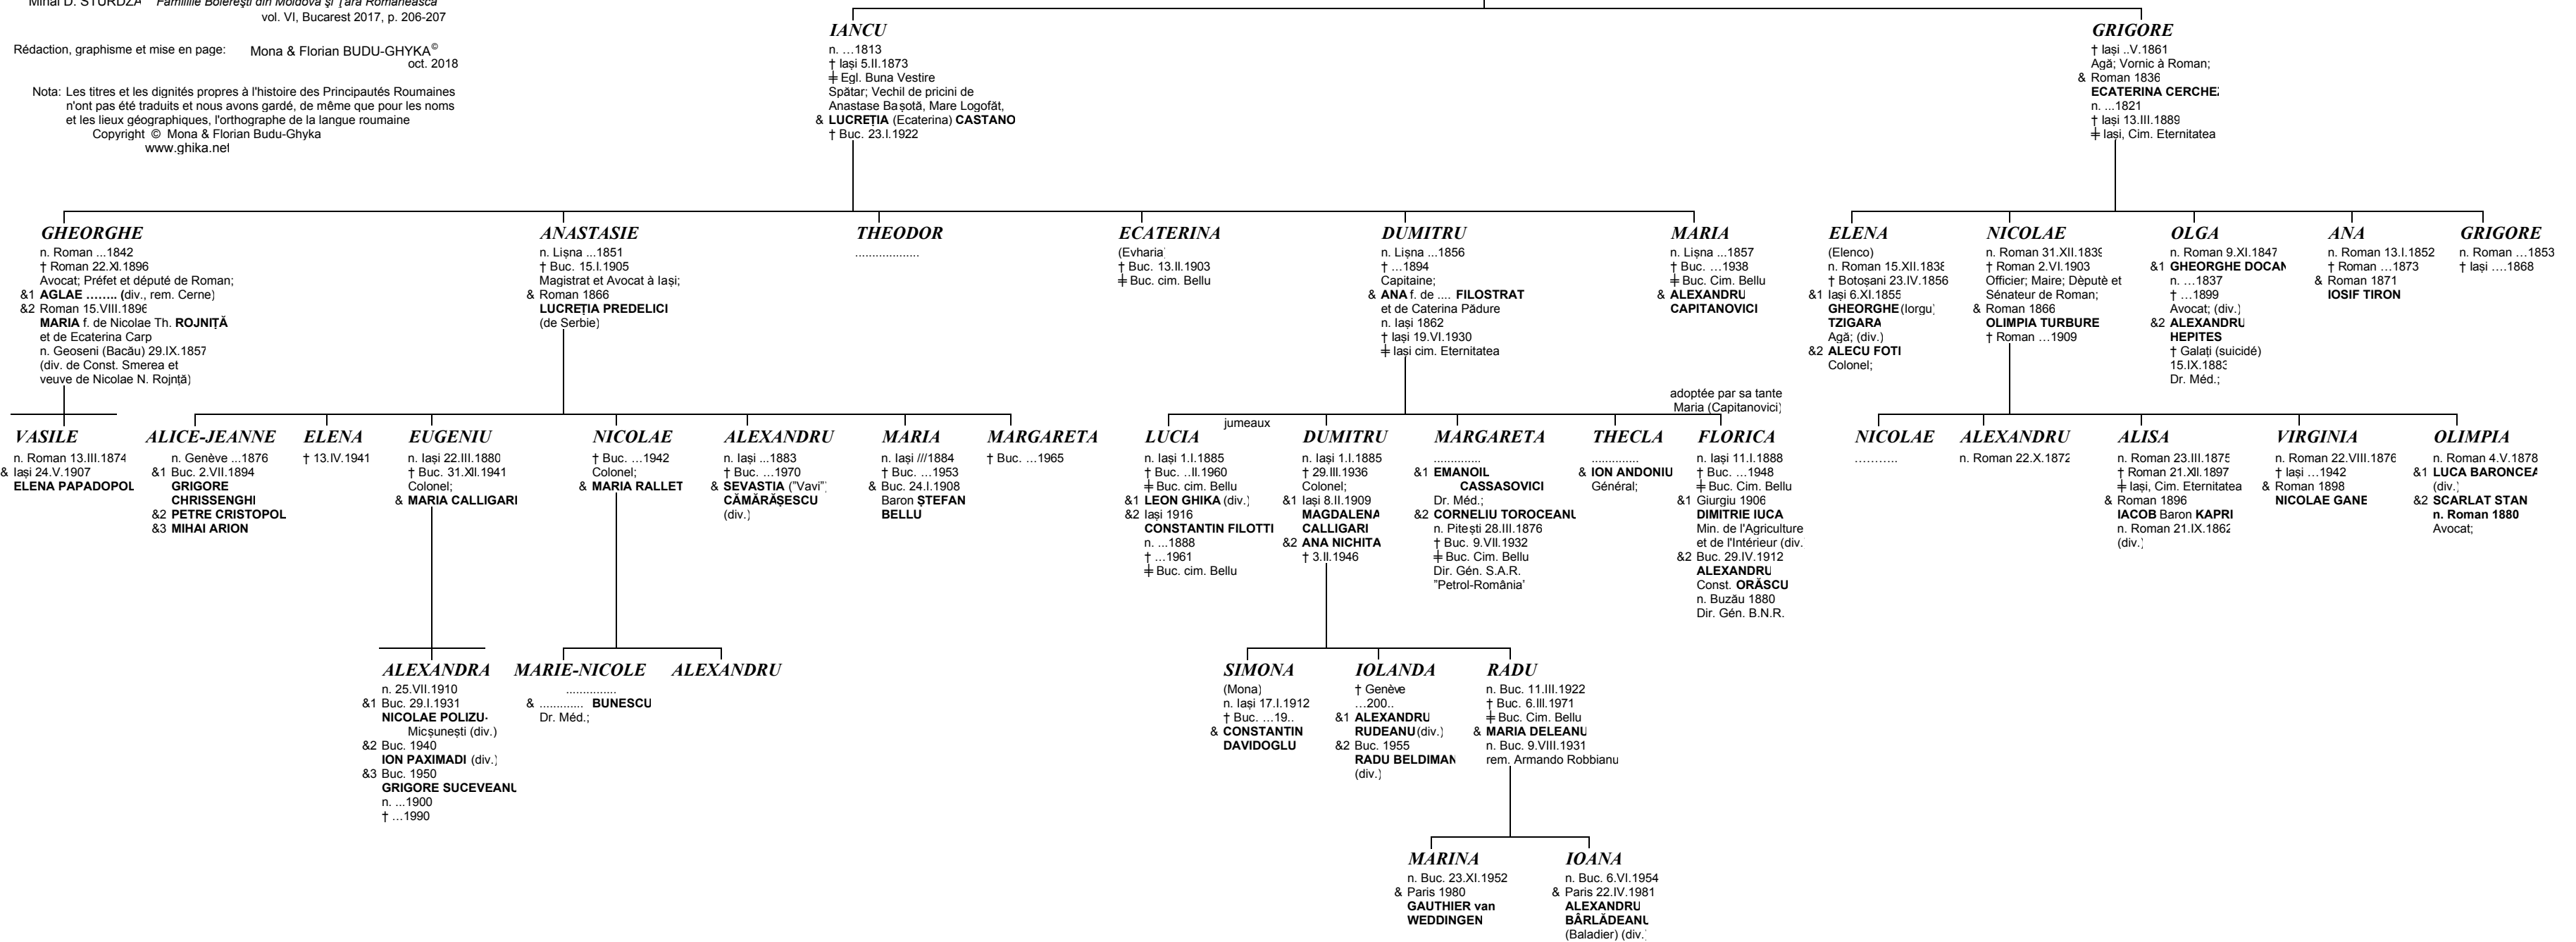 Mihai D. STURDZA Familiile Boiereşti din Moldova şi Ţara Românească
vol. VI, Bucarest 2017, p. 206-207
Rédaction, graphisme et mise en page: Mona & Florian BUDU-GHYKA©
oct. 2018
Nota: Les titres et les dignités propres à l'histoire des Principautés Roumaines
n'ont pas été traduits et nous avons gardé, de même que pour les noms
et les lieux géographiques, l'orthographe de la langue roumaine
Copyright © Mona & Florian Budu-Ghyka
www.ghika.net
IANCU
n. ...1813
† Iași 5.II.1873
╪ Egl. Buna Vestire
Spătar; Vechil de pricini de
Anastase Bașotă, Mare Logofăt,
& LUCREȚIA (Ecaterina) CASTANO
† Buc. 23.I.1922
GRIGORE
† Iași ..V.1861
Agă; Vornic à Roman;
& Roman 1836
ECATERINA CERCHEZ
n. ...1821
† Iași 13.III.1889
╪ Iași, Cim. Eternitatea
GHEORGHE
n. Roman ...1842
† Roman 22.XI.1896
Avocat; Préfet et député de Roman;
&1 AGLAE ........ (div., rem. Cerne)
&2 Roman 15.VIII.1896
MARIA f. de Nicolae Th. ROJNIȚĂ
et de Ecaterina Carp
n. Geoseni (Bacău) 29.IX.1857
(div. de Const. Smerea et
veuve de Nicolae N. Rojnță)
ANASTASIE
n. Lișna ...1851
† Buc. 15.I.1905
Magistrat et Avocat à Iași;
& Roman 1866
LUCREȚIA PREDELICI
(de Serbie)
THEODOR
...................
ECATERINA
(Evharia)
† Buc. 13.II.1903
╪ Buc. cim. Bellu
DUMITRU
n. Lișna ...1856
† ...1894
Capitaine;
& ANA f. de .... FILOSTRAT
et de Caterina Pădure
n. Iași 1862
† Iași 19.VI.1930
╪ Iași cim. Eternitatea
MARIA
n. Lișna ...1857
† Buc. ...1938
╪ Buc. Cim. Bellu
& ALEXANDRU
CAPITANOVICI
ELENA
(Elenco)
n. Roman 15.XII.1838
† Botoșani 23.IV.1856
&1 Iași 6.XI.1855
GHEORGHE (Iorgu)
TZIGARA
Agă; (div.)
&2 ALECU FOTI
Colonel;
NICOLAE
n. Roman 31.XII.1839
† Roman 2.VI.1903
Officier; Maire; Dèputè et
Sénateur de Roman;
& Roman 1866
OLIMPIA TURBURE
† Roman ...1909
OLGA
n. Roman 9.XI.1847
&1 GHEORGHE DOCAN
n. ...1837
† ...1899
Avocat; (div.)
&2 ALEXANDRU
HEPITES
† Galați (suicidé)
15.IX.1883
Dr. Méd.;
ANA
n. Roman 13.I.1852
† Roman ...1873
& Roman 1871
IOSIF TIRON
GRIGORE
n. Roman ...1853
† Iași ....1868
VASILE
n. Roman 13.III.1874
& Iași 24.V.1907
ELENA PAPADOPOL
ALICE-JEANNE
n. Genève ...1876
&1 Buc. 2.VII.1894
GRIGORE
CHRISSENGHI
&2 PETRE CRISTOPOL
&3 MIHAI ARION
ELENA
† 13.IV.1941
EUGENIU
n. Iași 22.III.1880
† Buc. 31.XII.1941
Colonel;
& MARIA CALLIGARI
NICOLAE
† Buc. ...1942
Colonel;
& MARIA RALLET
ALEXANDRU
n. Iași ...1883
† Buc. ...1970
& SEVASTIA ("Vavi")
CĂMĂRĂȘESCU
(div.)
MARIA
n. Iași ///1884
† Buc. ...1953
& Buc. 24.I.1908
Baron ȘTEFAN
BELLU
MARGARETA
† Buc. ...1965
jumeaux
LUCIA
n. Iași 1.I.1885
† Buc. ..II.1960
╪ Buc. cim. Bellu
&1 LEON GHIKA (div.)
&2 Iași 1916
CONSTANTIN FILOTTI
n. ...1888
† ...1961
╪ Buc. cim. Bellu
DUMITRU
n. Iași 1.I.1885
† 29.III.1936
Colonel;
&1 Iași 8.II.1909
MAGDALENA
CALLIGARI
&2 ANA NICHITA
† 3.II.1946
MARGARETA
..............
&1 EMANOIL
CASSASOVICI
Dr. Méd.;
&2 CORNELIU TOROCEANU
n. Pitești 28.III.1876
† Buc. 9.VII.1932
╪ Buc. Cim. Bellu
Dir. Gén. S.A.R.
"Petrol-România"
THECLA
..............
& ION ANDONIU
Général;
adoptée par sa tante
Maria (Capitanovici)
FLORICA
n. Iași 11.I.1888
† Buc. ...1948
╪ Buc. Cim. Bellu
&1 Giurgiu 1906
DIMITRIE IUCA
Min. de l'Agriculture
et de l'Intérieur (div.
&2 Buc. 29.IV.1912
ALEXANDRU
Const. ORĂSCU
n. Buzău 1880
Dir. Gén. B.N.R.
NICOLAE
...........
ALEXANDRU
n. Roman 22.X.1872
ALISA
n. Roman 23.III.1875
† Roman 21.XII.1897
╪ Iași, Cim. Eternitatea
& Roman 1896
IACOB Baron KAPRI
n. Roman 21.IX.1862
(div.)
VIRGINIA
n. Roman 22.VIII.1876
† Iași ...1942
& Roman 1898
NICOLAE GANE
OLIMPIA
n. Roman 4.V.1878
&1 LUCA BARONCEA
(div.)
&2 SCARLAT STAN
n. Roman 1880
Avocat;
ALEXANDRA
n. 25.VII.1910
&1 Buc. 29.I.1931
NICOLAE POLIZU-
Micșunești (div.)
&2 Buc. 1940
ION PAXIMADI (div.)
&3 Buc. 1950
GRIGORE SUCEVEANU
n. ...1900
† ...1990
MARIE-NICOLE
...............
& ............. BUNESCU
Dr. Méd.;
ALEXANDRU
SIMONA
(Mona)
n. Iași 17.I.1912
† Buc. ...19..
& CONSTANTIN
DAVIDOGLU
IOLANDA
† Genève
...200..
&1 ALEXANDRU
RUDEANU (div.)
&2 Buc. 1955
RADU BELDIMAN
(div.)
RADU
n. Buc. 11.III.1922
† Buc. 6.III.1971
╪ Buc. Cim. Bellu
& MARIA DELEANU
n. Buc. 9.VIII.1931
rem. Armando Robbianu
MARINA
n. Buc. 23.XI.1952
& Paris 1980
GAUTHIER van
WEDDINGEN
IOANA
n. Buc. 6.VI.1954
& Paris 22.IV.1981
ALEXANDRU
BÂRLĂDEANU
(Baladier) (div.)